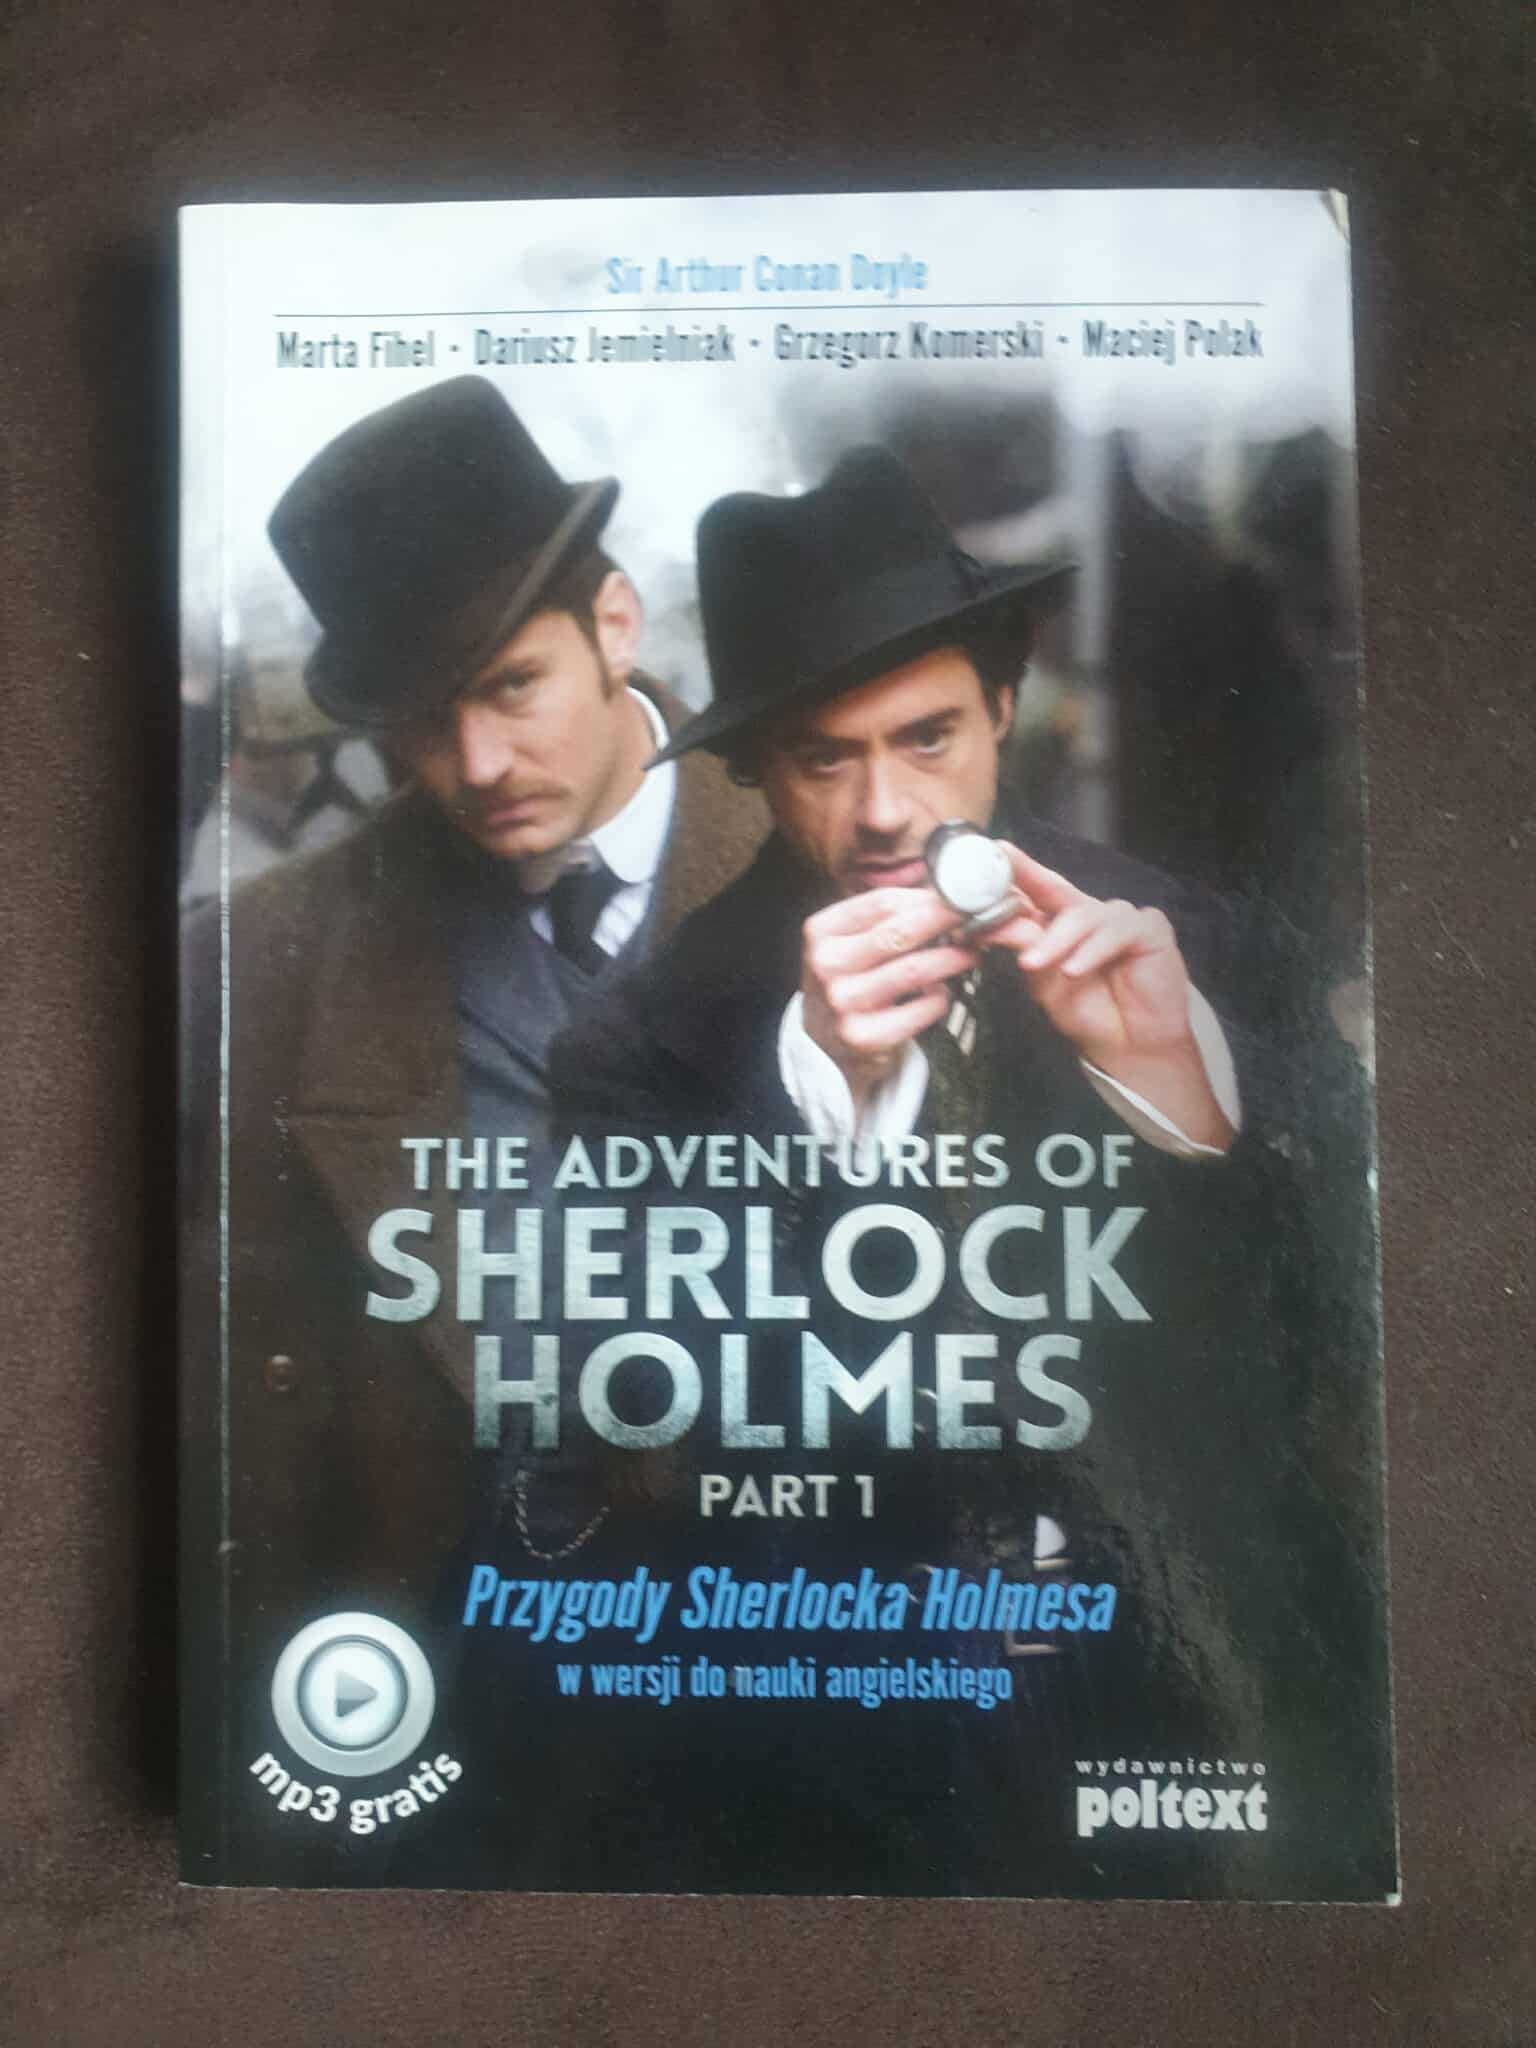 Sir Arthur Conan Doyle
Marta Fihel • Dariusz Jemielniak • Grzegorz Komerski • Maciej Polak
THE ADVENTURES OF
SHERLOCK
HOLMES
PART 1
Przygody Sherlocka Holmesa
w wersji do nauki angielskiego
mp3 gratis
wydawnictwo
poltext